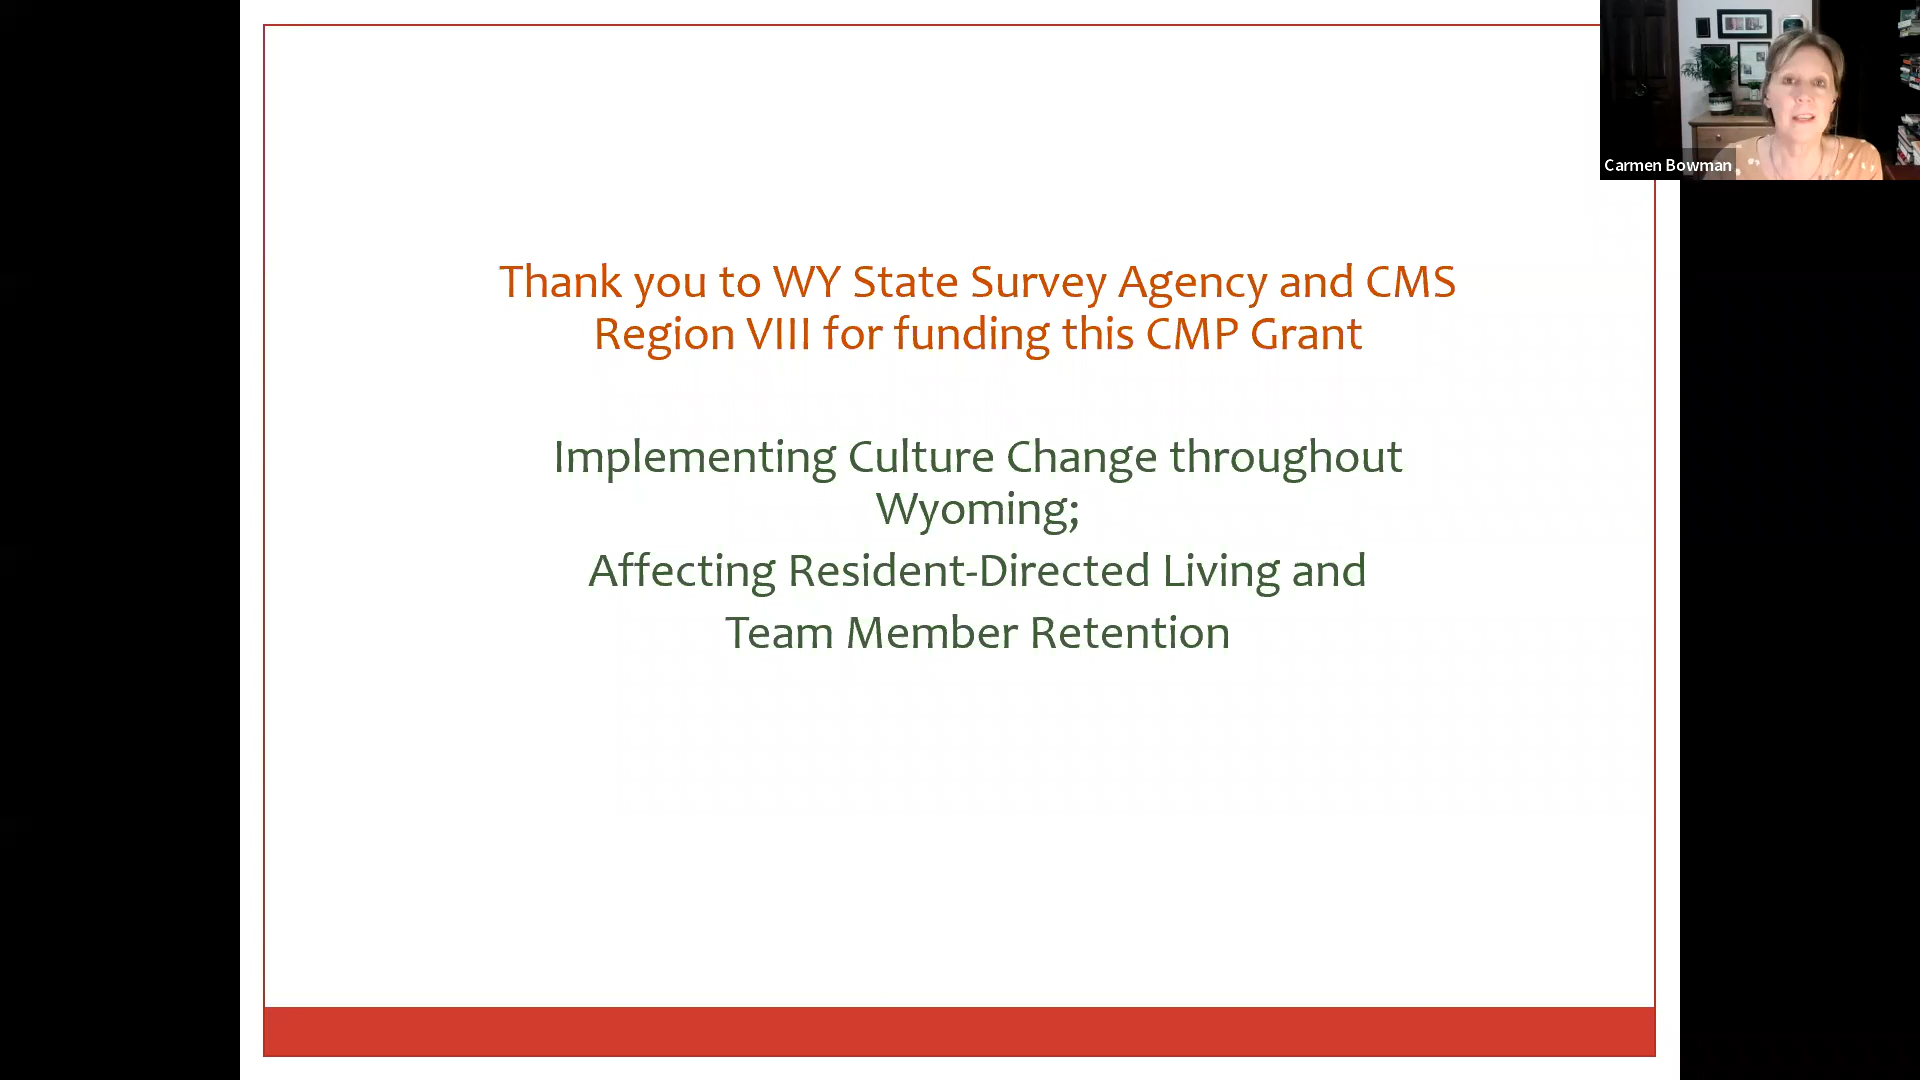 Thank you to WY State Survey Agency and CMS
Region VIII for funding this CMP Grant
Implementing Culture Change throughout
Wyoming;
Affecting Resident-Directed Living and
Team Member Retention
Carmen Bowman